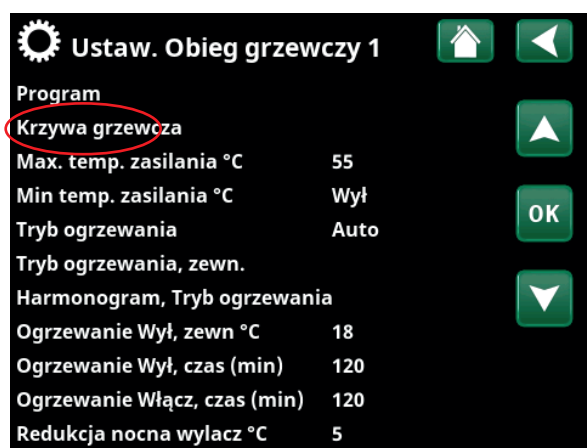 Ustaw. Obieg grzewczy 1
Program
Krzywa grzewcza
Max. temp. zasilania °C 55
Min temp. zasilania °C Wył
Tryb ogrzewania Auto
Tryb ogrzewania, zewn.
OK
Harmonogram, Tryb ogrzewania
Ogrzewanie Wył, zewn °C 18
Ogrzewanie Wył, czas (min) 120
Ogrzewanie Włącz, czas (min) 120
Redukcja nocna wylacz °C 5